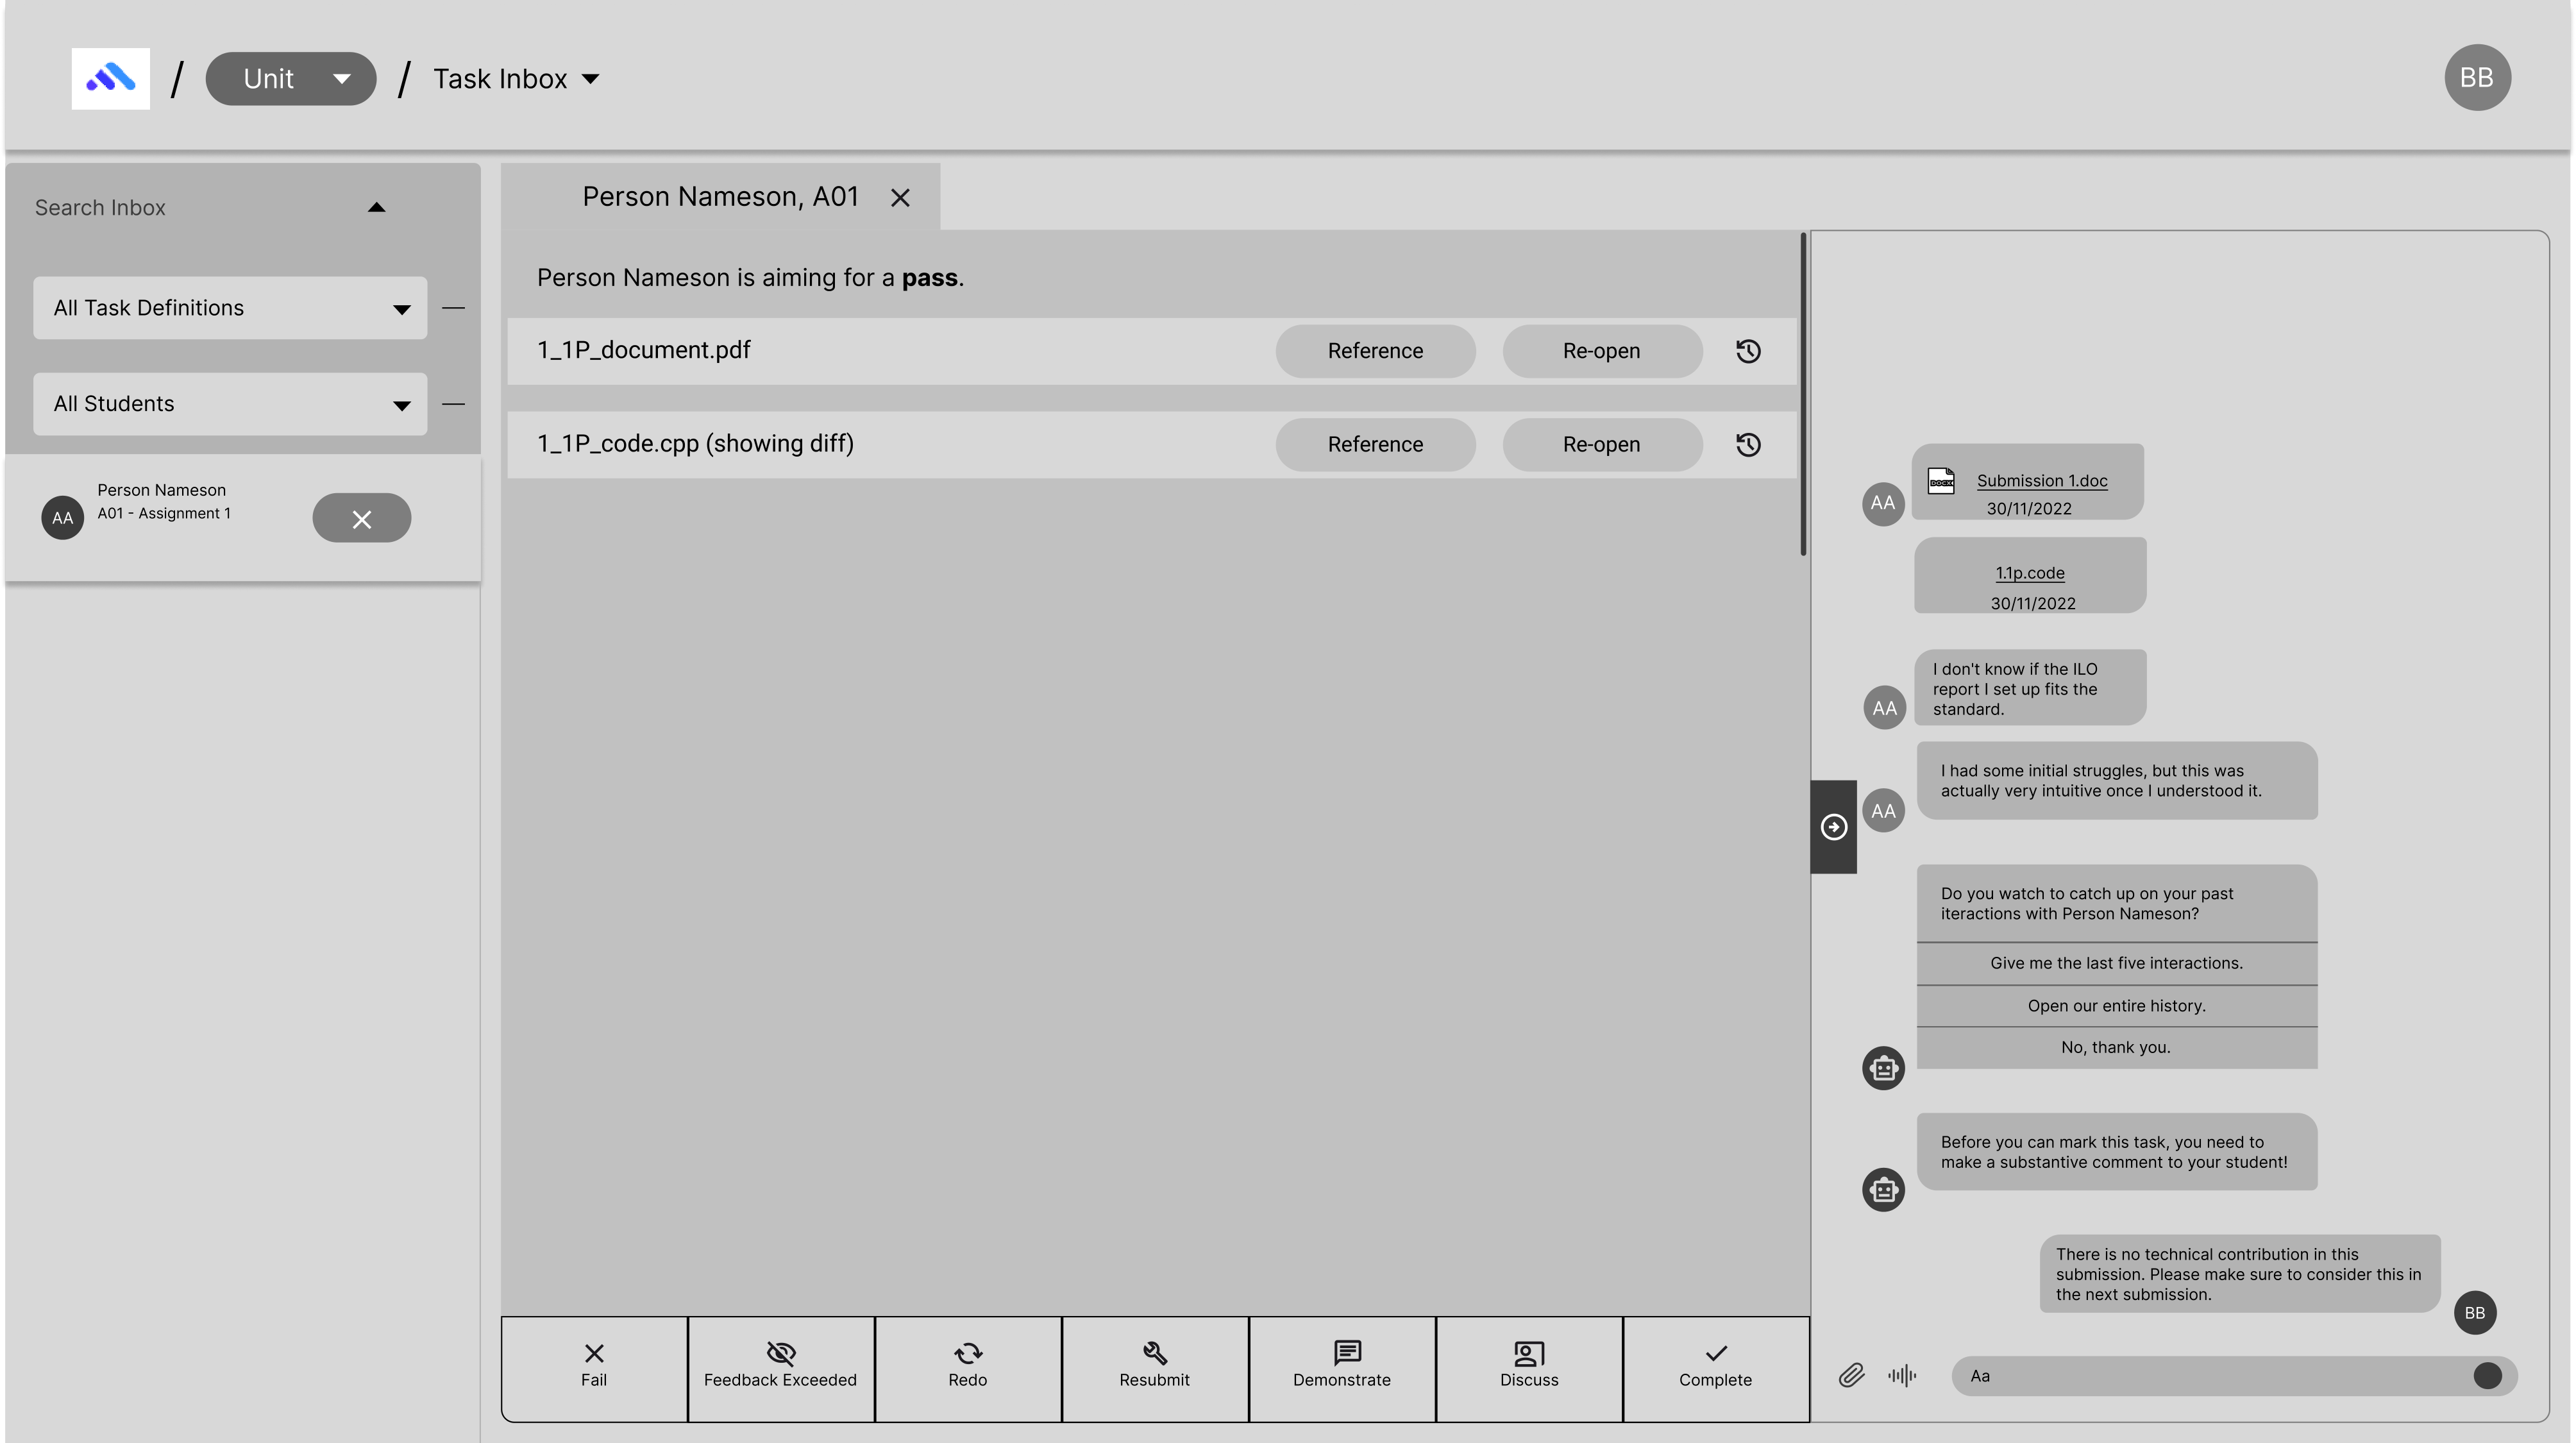 / Unit / Task Inbox
BB
Search Inbox
All Task Definitions
All Students
AA
Person Nameson
A01 - Assignment 1
Person Nameson, A01
Person Nameson is aiming for a pass.
1_1P_document.pdf Reference Re-open
1_1P_code.cpp (showing diff) Reference Re-open
Fail
Feedback Exceeded
Redo
Resubmit
Demonstrate
Discuss
Complete
DOCX
Submission 1.doc
AA
30/11/2022
1.1p.code
30/11/2022
I don't know if the ILO
report I set up fits the
standard.
AA
I had some initial struggles, but this was
actually very intuitive once I understood it.
AA
Do you watch to catch up on your past
iteractions with Person Nameson?
Give me the last five interactions.
Open our entire history.
No, thank you.
Before you can mark this task, you need to
make a substantive comment to your student!
There is no technical contribution in this
submission. Please make sure to consider this in
the next submission.
BB
Aa